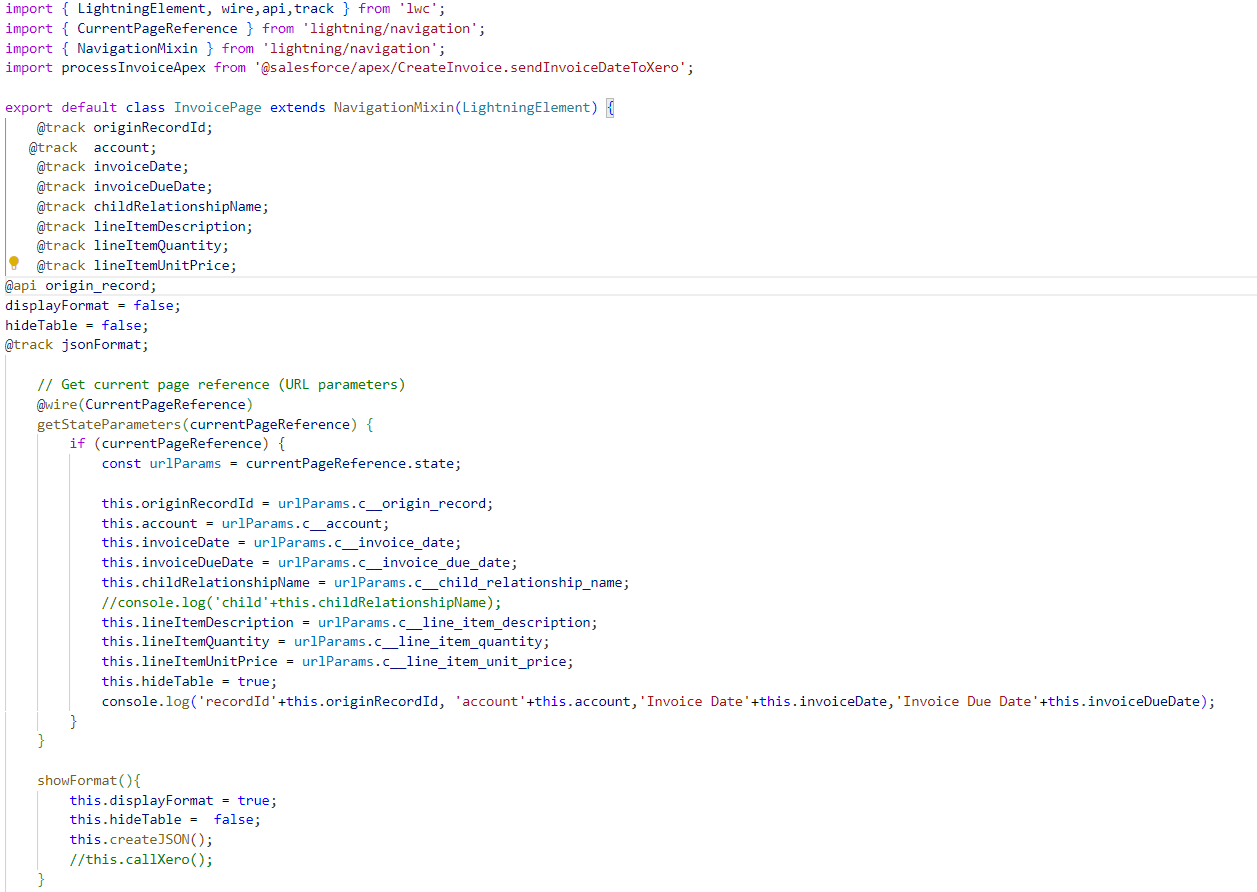 import { LightningElement, wire,api,track } from 'lwc';
import { CurrentPageReference } from 'lightning/navigation';
import { NavigationMixin } from 'lightning/navigation';
import processInvoiceApex from '@salesforce/apex/CreateInvoice.sendInvoiceDateToXero';

export default class InvoicePage extends NavigationMixin(LightningElement) {
    @track originRecordId;
   @track  account;
    @track invoiceDate;
    @track invoiceDueDate;
    @track childRelationshipName;
    @track lineItemDescription;
    @track lineItemQuantity;
    @track lineItemUnitPrice;
@api origin_record;
displayFormat = false;
hideTable = false;
@track jsonFormat;

    // Get current page reference (URL parameters)
    @wire(CurrentPageReference)
    getStateParameters(currentPageReference) {
        if (currentPageReference) {
            const urlParams = currentPageReference.state;

            this.originRecordId = urlParams.c__origin_record;
            this.account = urlParams.c__account;
            this.invoiceDate = urlParams.c__invoice_date;
            this.invoiceDueDate = urlParams.c__invoice_due_date;
            this.childRelationshipName = urlParams.c__child_relationship_name;
            //console.log('child'+this.childRelationshipName);
            this.lineItemDescription = urlParams.c__line_item_description;
            this.lineItemQuantity = urlParams.c__line_item_quantity;
            this.lineItemUnitPrice = urlParams.c__line_item_unit_price;
            this.hideTable = true;
            console.log('recordId'+this.originRecordId, 'account'+this.account,'Invoice Date'+this.invoiceDate,'Invoice Due Date'+this.invoiceDueDate);
        }
    }

    showFormat(){
        this.displayFormat = true;
        this.hideTable =  false;
        this.createJSON();
        //this.callXero();
    }